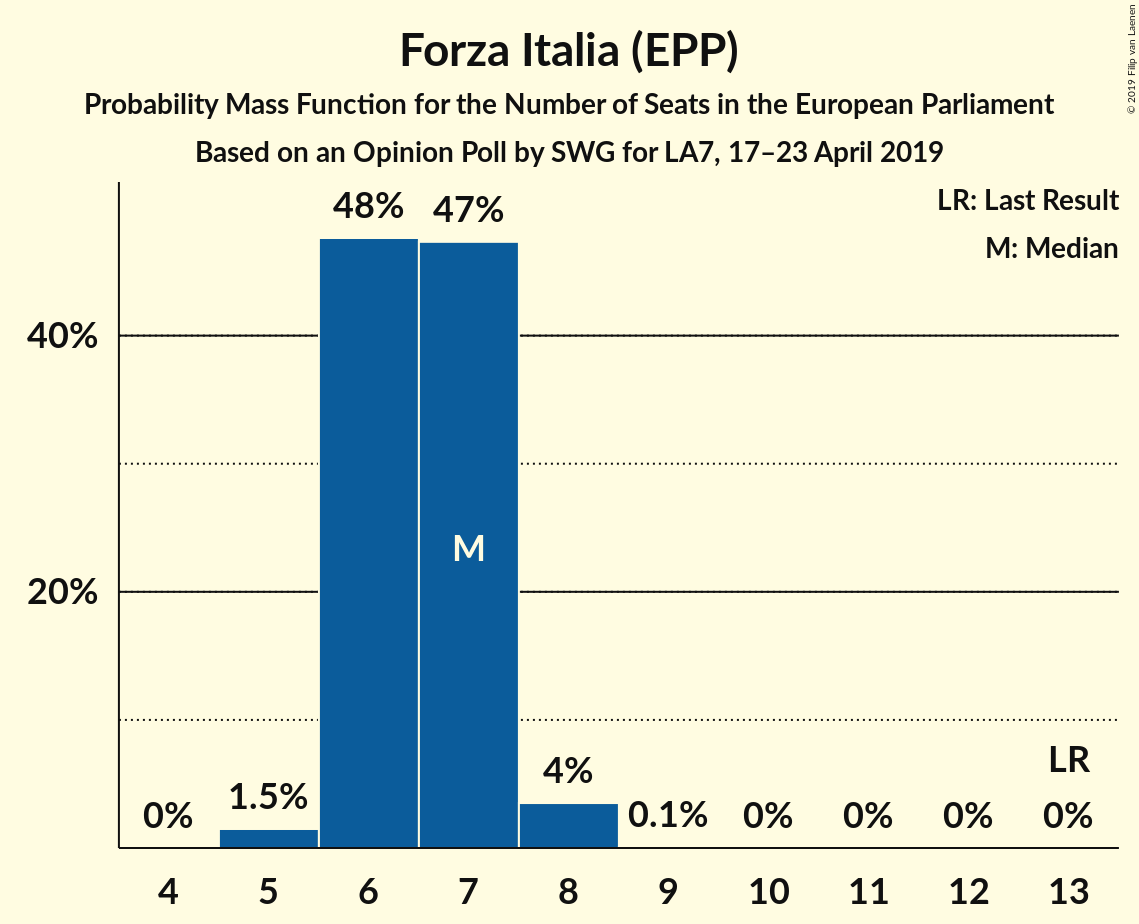 Forza Italia (EPP)
Probability Mass Function for the Number of Seats in the European Parliament
Based on an Opinion Poll by SWG for LA7, 17–23 April 2019
© 2019 Filip van Laenen
LR: Last Result
M: Median
48%
47%
40%
M
20%
LR
0%
1.5%
4%
0.1%
0%
0%
0%
0%
4 5 6 7 8 9 10 11 12 13